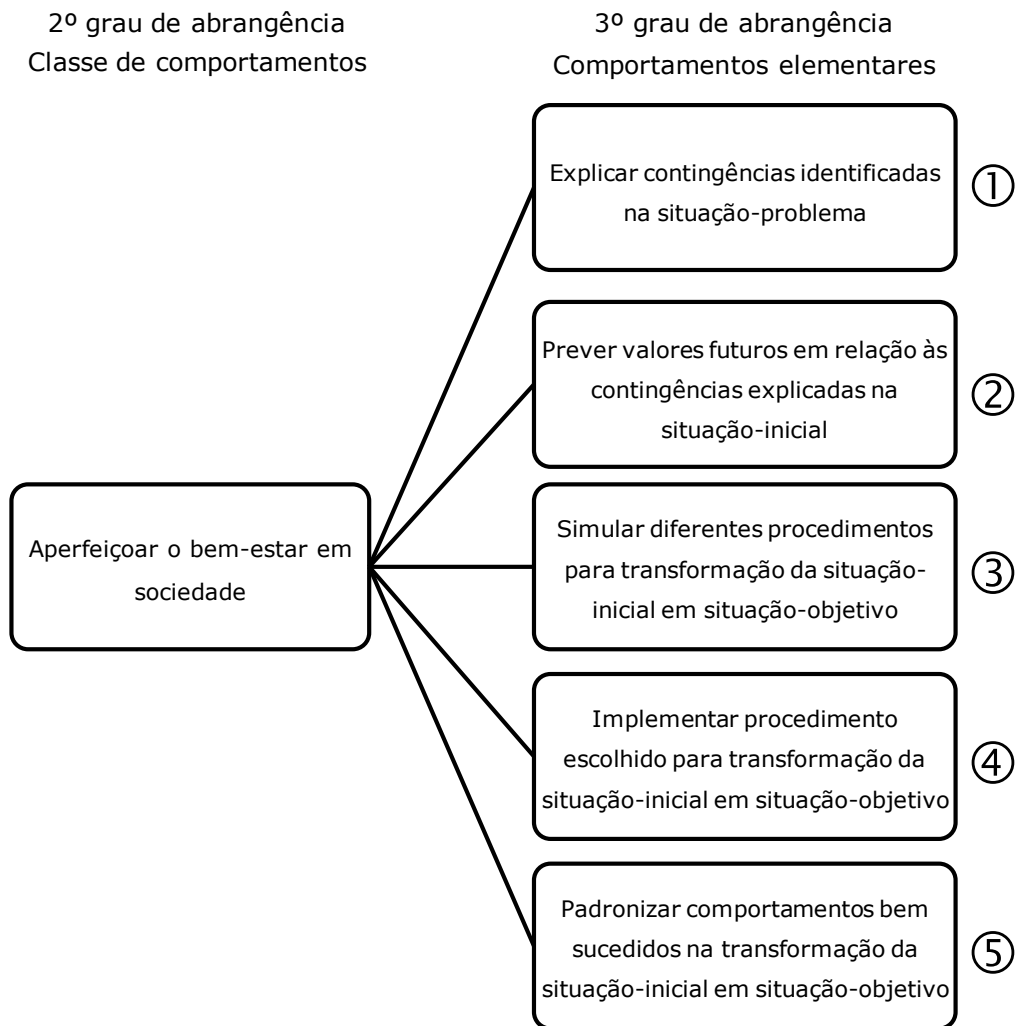 2º grau de abrangência
Classe de comportamentos
3º grau de abrangência
Comportamentos elementares
Aperfeiçoar o bem-estar em
sociedade
Explicar contingências identificadas
na situação-problema
①
Prever valores futuros em relação às
contingências explicadas na
situação-inicial
②
Simular diferentes procedimentos
para transformação da situação-
inicial em situação-objetivo
③
Implementar procedimento
escolhido para transformação da
situação-inicial em situação-objetivo
④
Padronizar comportamentos bem
sucedidos na transformação da
situação-inicial em situação-objetivo
⑤